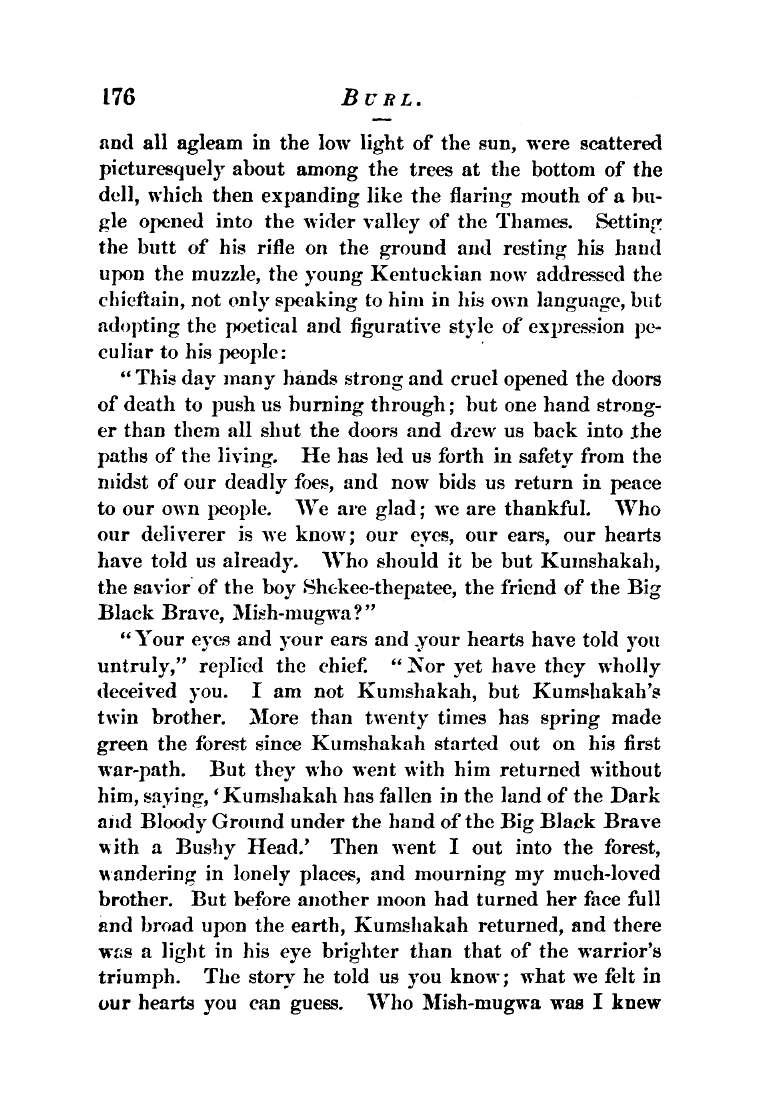 176 BURL.
and all agleam in the low light of the sun, were scattered
picturesquely about among the trees at the bottom of the
dell, which then expanding like the flaring mouth of a bu-
gle opened into the wider valley of the Thames. Setting
the butt of his rifle on the ground and resting his hand
upon the muzzle, the young Kentuckian now addressed the
chieftain, not only speaking to him in his own language, but
adopting the poetical and figurative style of expression pe-
culiar to his people:
“This day many hands strong and cruel opened the doors
of death to push us burning through; but one hand strong-
er than them all shut the doors and drew us back into the
paths of the living. He has led us forth in safety from the
midst of our deadly foes, and now bids us return in peace
to our own people. We are glad; we are thankful. Who
our deliverer is we know; our eyes, our ears, our hearts
have told us already. Who should it be but Kumshakah,
the savior of the boy Shekee-thepatee, the friend of the Big
Black Brave, Mish-mugwa?”
“Your eyes and your ears and your hearts have told you
untruly,” replied the chief. “Nor yet have they wholly
deceived you. I am not Kumshakah, but Kumshakah’s
twin brother. More than twenty times has spring made
green the forest since Kumshakah started out on his first
war-path. But they who went with him returned without
him, saying, ‘Kumshakah has fallen in the land of the Dark
and Bloody Ground under the hand of the Big Black Brave
with a Bushy Head.’ Then went I out into the forest,
wandering in lonely places, and mourning my much-loved
brother. But before another moon had turned her face full
and broad upon the earth, Kumshakah returned, and there
was a light in his eye brighter than that of the warrior’s
triumph. The story he told us you know; what we felt in
our hearts you can guess. Who Mish-mugwa was I knew